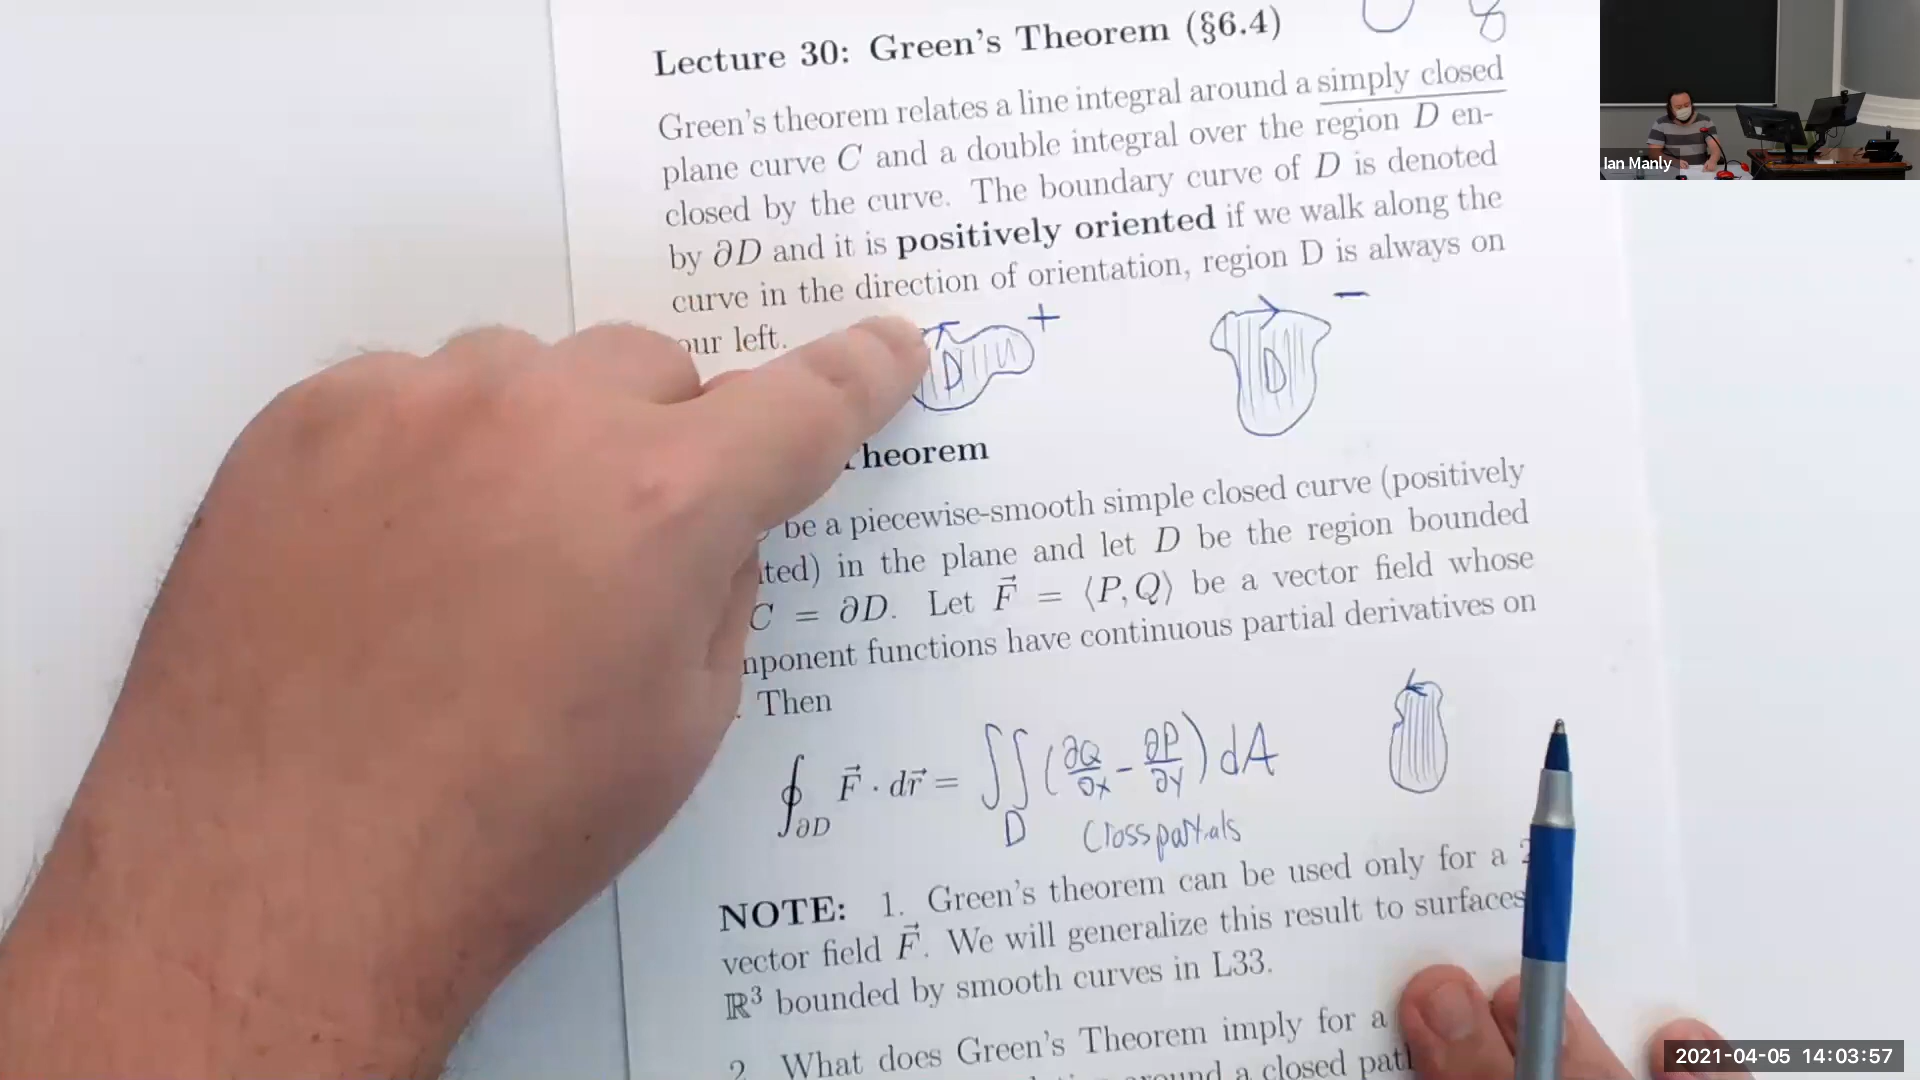 Lecture 30: Green's Theorem (§6.4)
Green's theorem relates a line integral around a simply closed
plane curve C and a double integral over the region D en-
closed by the curve. The boundary curve of D is denoted
by ∂D and it is positively oriented if we walk along the
curve in the direction of orientation, region D is always on
our left.
+
−
D
D
heorem
be a piecewise-smooth simple closed curve (positively
ted) in the plane and let D be the region bounded
C = ∂D. Let F⃗ = ⟨P, Q⟩ be a vector field whose
nponent functions have continuous partial derivatives on
. Then
∮∂D F⃗ · dr⃗ = ∬D (∂Q/∂x − ∂P/∂y) dA
Cross partials
NOTE: 1. Green's theorem can be used only for a 2
vector field F⃗. We will generalize this result to surfaces
ℝ³ bounded by smooth curves in L33.
2. What does Green's Theorem imply for a
around a closed path
Ian Manly
2021-04-05 14:03:57